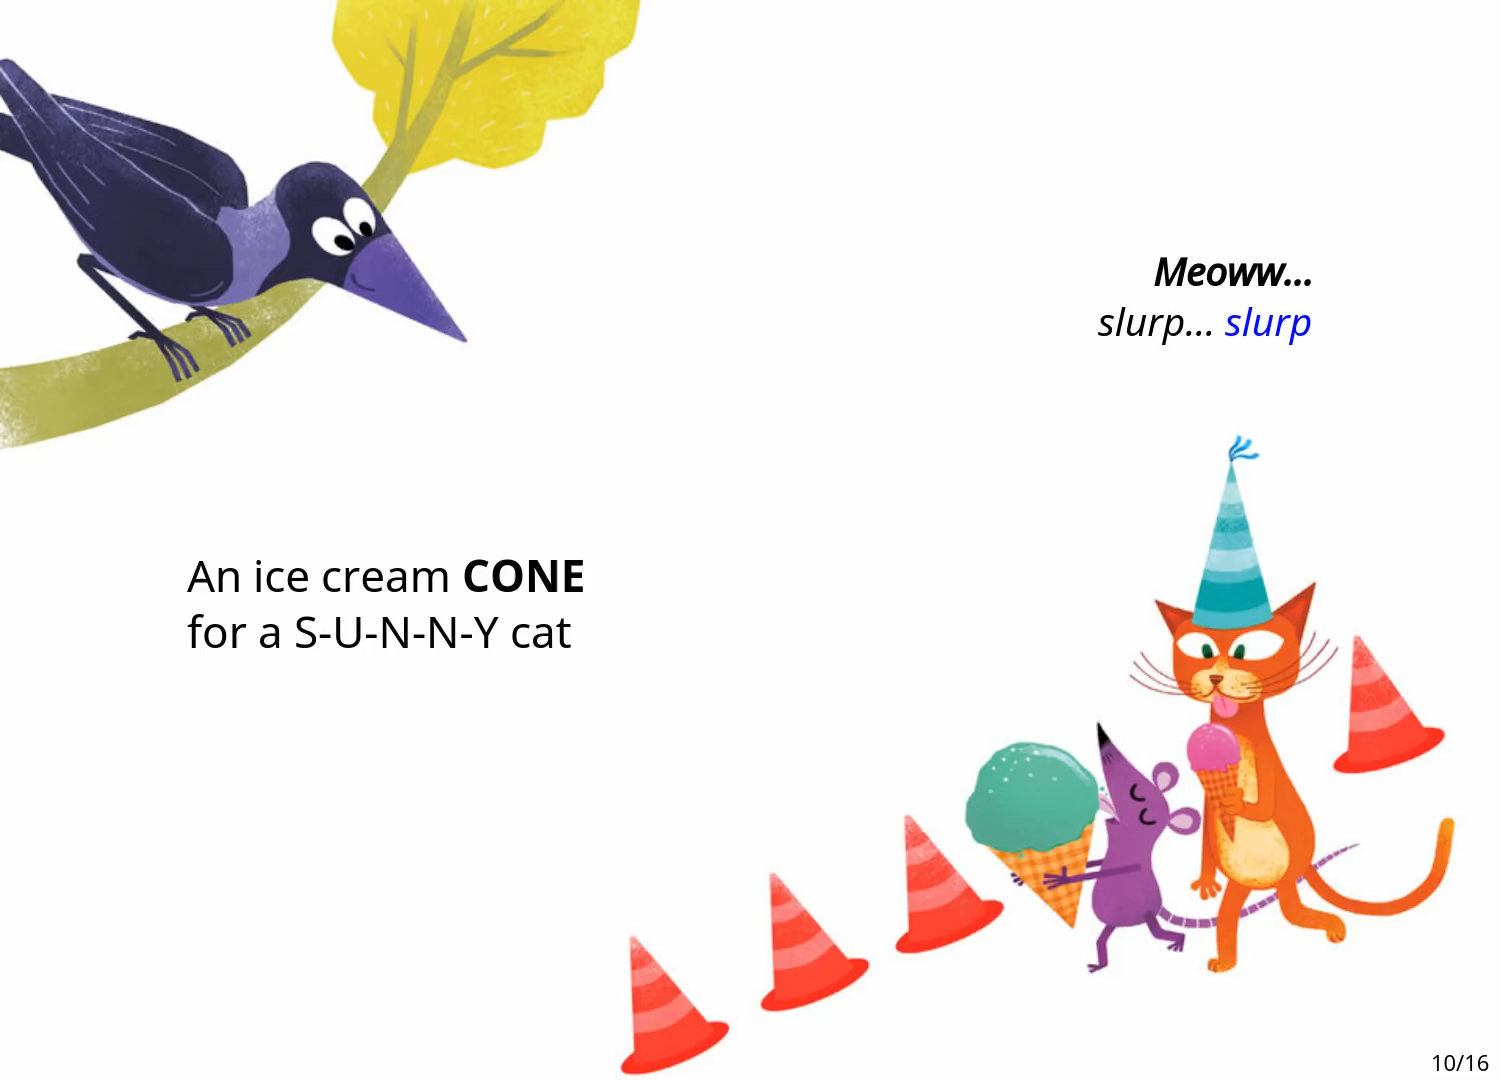 Meoww...
slurp... slurp
An ice cream CONE
for a S-U-N-N-Y cat
10/16